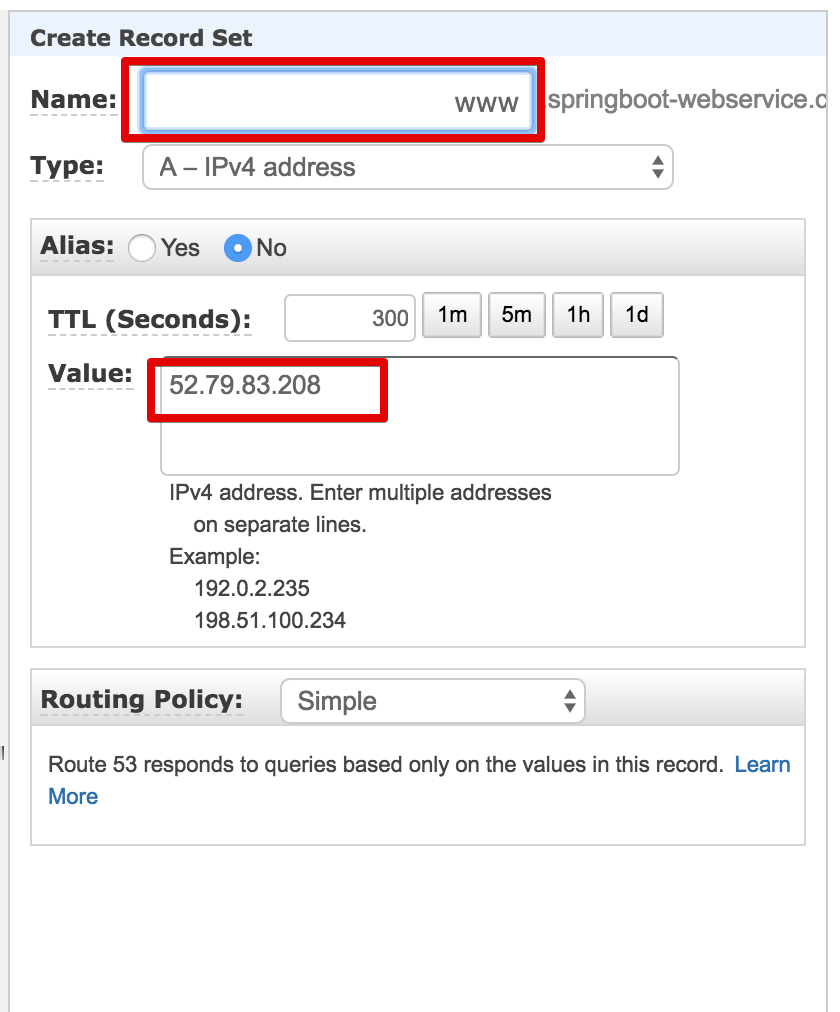 Create Record Set
Name: www .springboot-webservice.c
Type: A – IPv4 address
Alias: Yes No
TTL (Seconds): 300 1m 5m 1h 1d
Value: 52.79.83.208
IPv4 address. Enter multiple addresses
on separate lines.
Example:
192.0.2.235
198.51.100.234
Routing Policy: Simple
Route 53 responds to queries based only on the values in this record. Learn
More